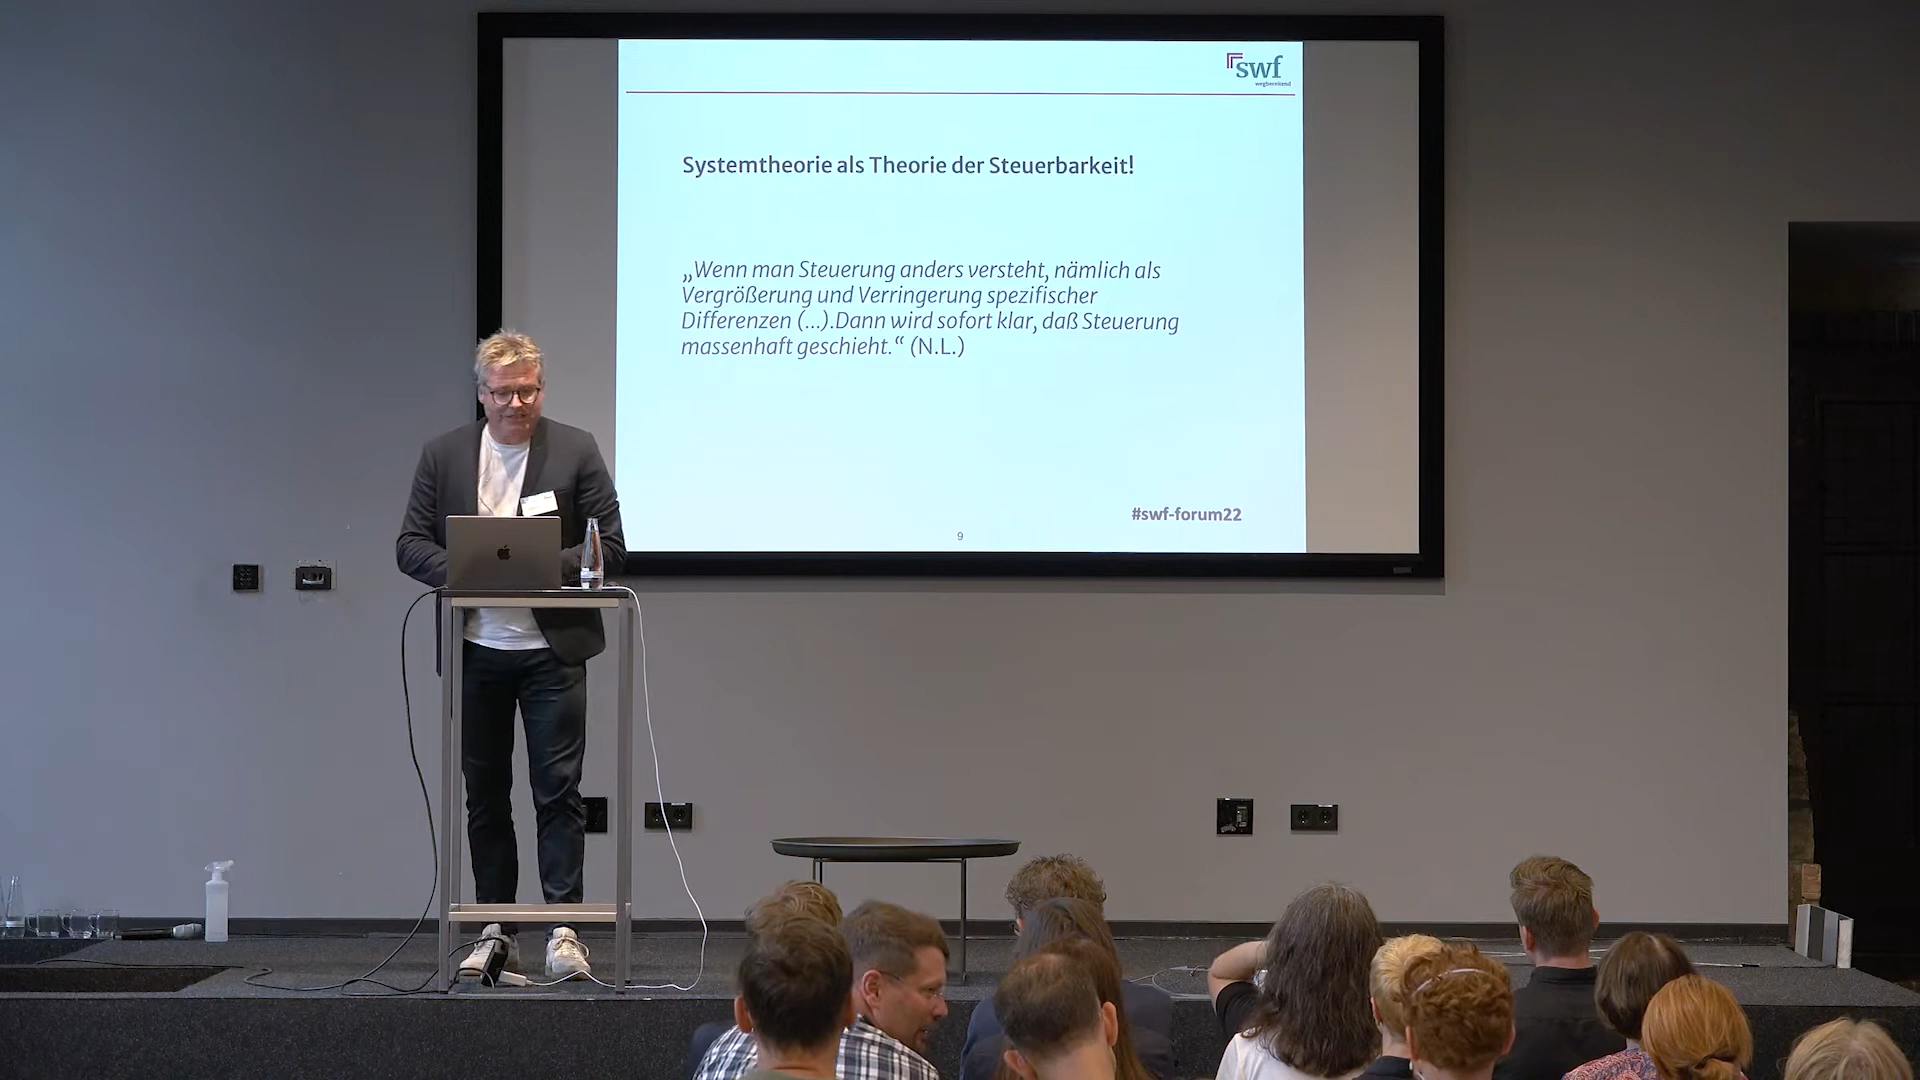 swf
wegbereitend
Systemtheorie als Theorie der Steuerbarkeit!
„Wenn man Steuerung anders versteht, nämlich als
Vergrößerung und Verringerung spezifischer
Differenzen (...).Dann wird sofort klar, daß Steuerung
massenhaft geschieht.“ (N.L.)
#swf-forum22
9